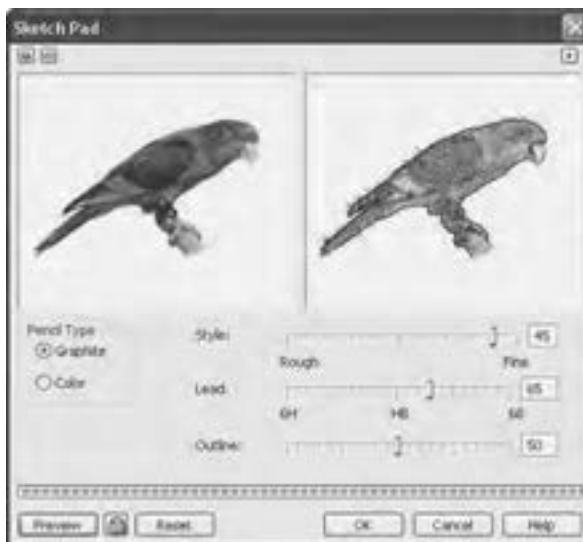 Sketch Pad
Pencil Type
Graphite
Color
Style:
45
Rough
Fine
Lead:
65
6H
HB
6B
Outline:
50
Preview
Reset
OK
Cancel
Help